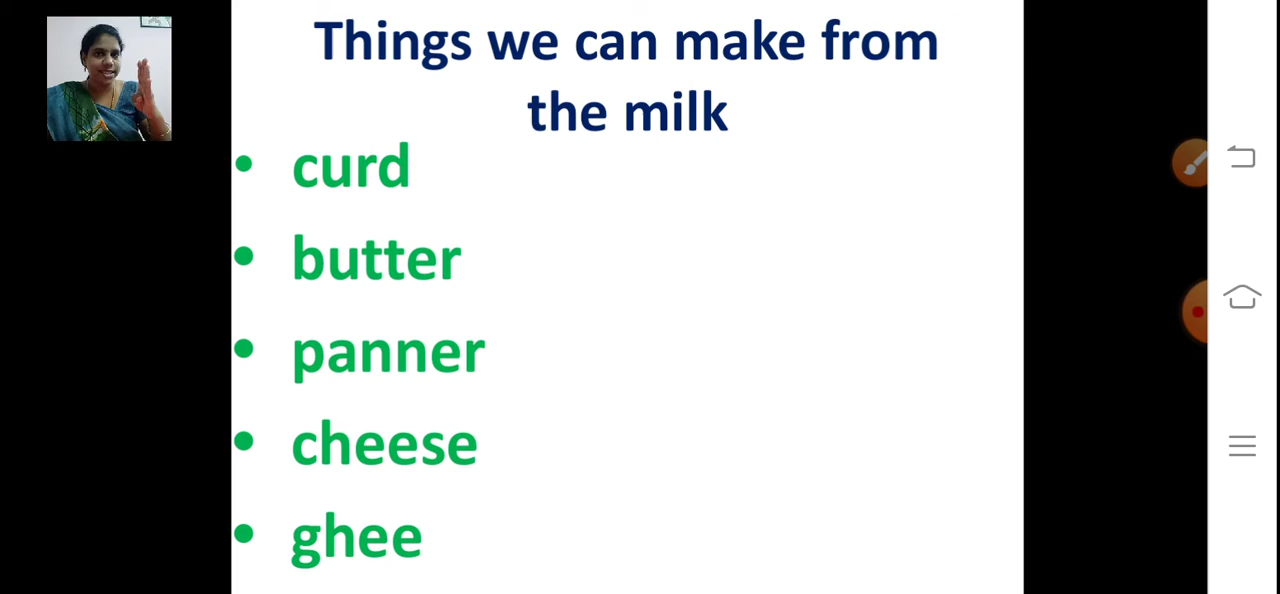 Things we can make from
the milk
• curd
• butter
• panner
• cheese
• ghee